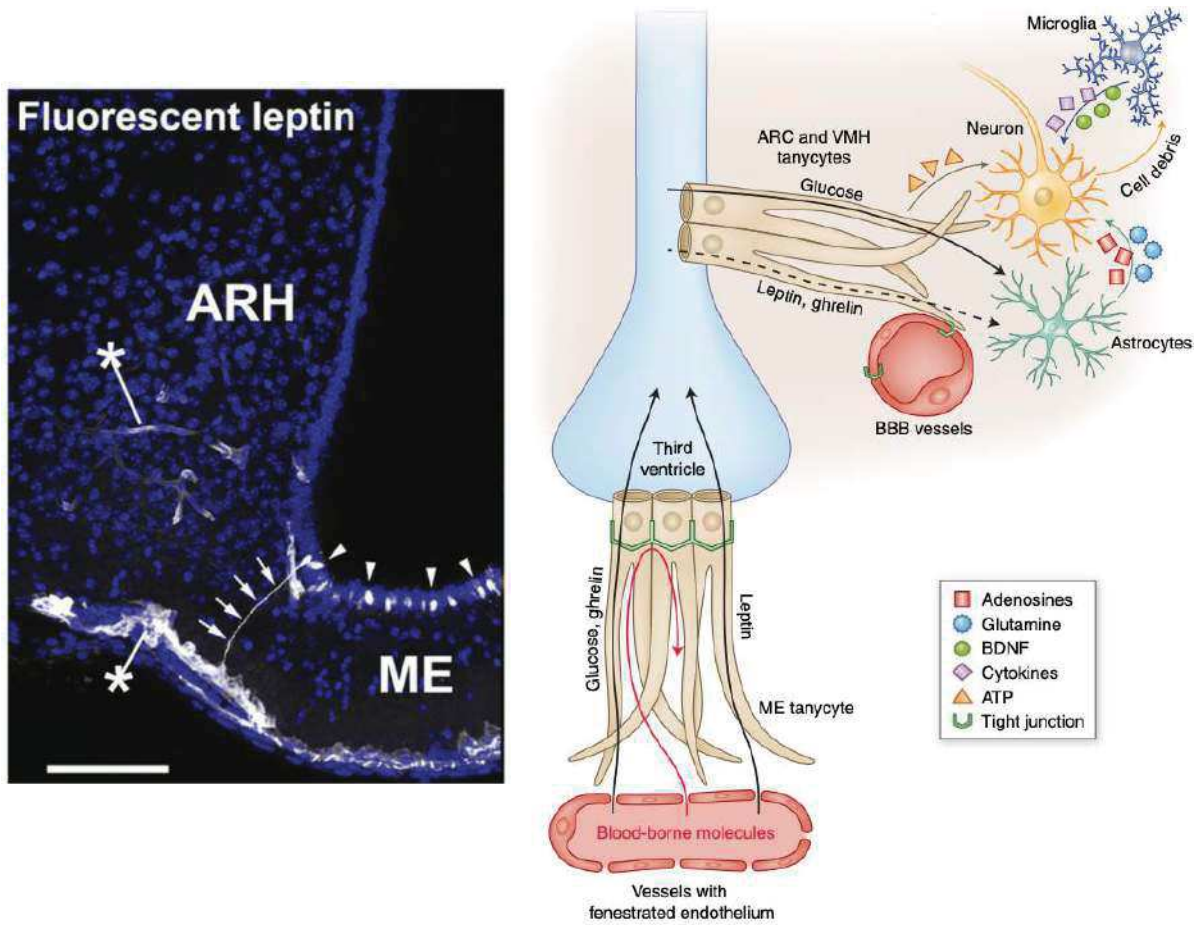 Fluorescent leptin
ARH
*
*
ME
Microglia
Neuron
Cell debris
ARC and VMH
tanycytes
Glucose
Leptin, ghrelin
Astrocytes
BBB vessels
Third
ventricle
Glucose, ghrelin
Leptin
ME tanycyte
Blood-borne molecules
Vessels with
fenestrated endothelium
Adenosines
Glutamine
BDNF
Cytokines
ATP
Tight junction